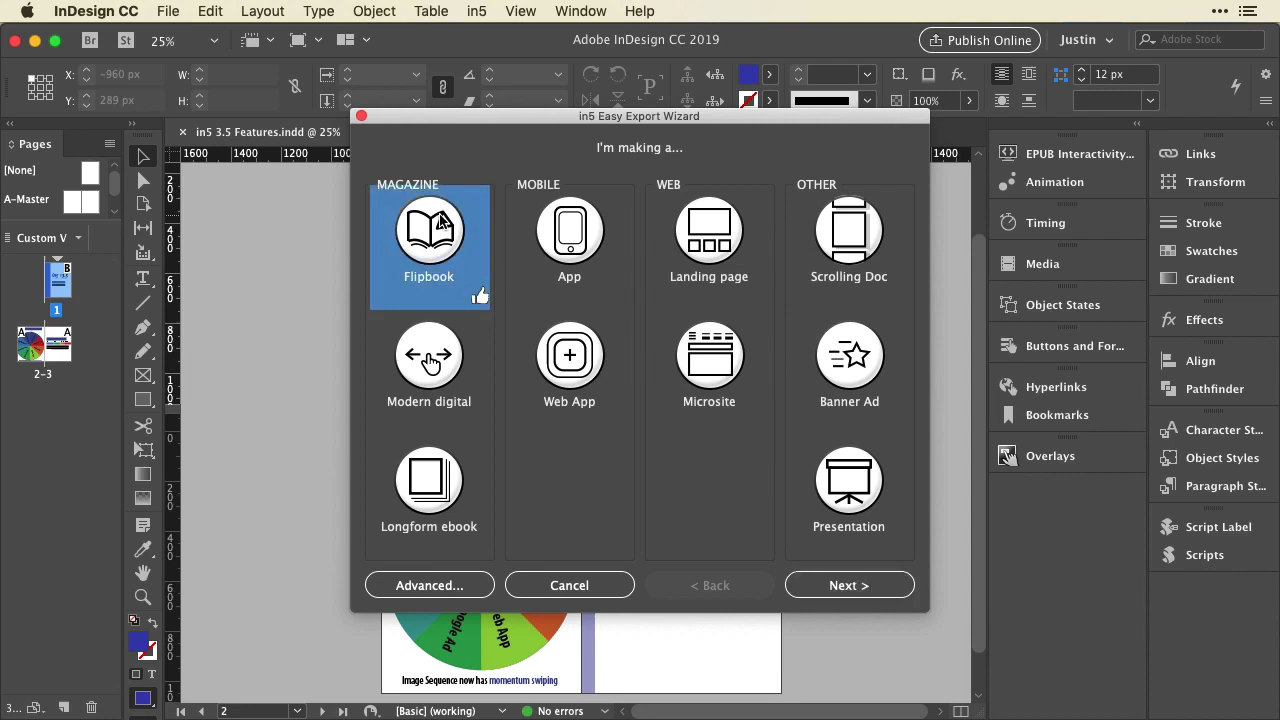 InDesign CC File Edit Layout Type Object Table in5 View Window Help
Br St 25% Adobe InDesign CC 2019 Publish Online Justin Adobe Stock
X: -960 px W: 12 px
Y: 289 px H: 100%
in5 Easy Export Wizard
Pages
in5 3.5 Features.indd @ 25%
[None]
A-Master
Custom V
B
1
A A
2-3
1600 1400 1200 1400
I'm making a...
MAGAZINE MOBILE WEB OTHER
Flipbook App Landing page Scrolling Doc
Modern digital Web App Microsite Banner Ad
Longform ebook Presentation
Advanced... Cancel < Back Next >
EPUB Interactivity...
Animation
Timing
Media
Object States
Buttons and For...
Hyperlinks
Bookmarks
Overlays
Links
Transform
Stroke
Swatches
Gradient
Effects
Align
Pathfinder
Character St...
Object Styles
Paragraph St...
Script Label
Scripts
Image Sequence now has momentum swiping
3... 2 [Basic] (working) No errors